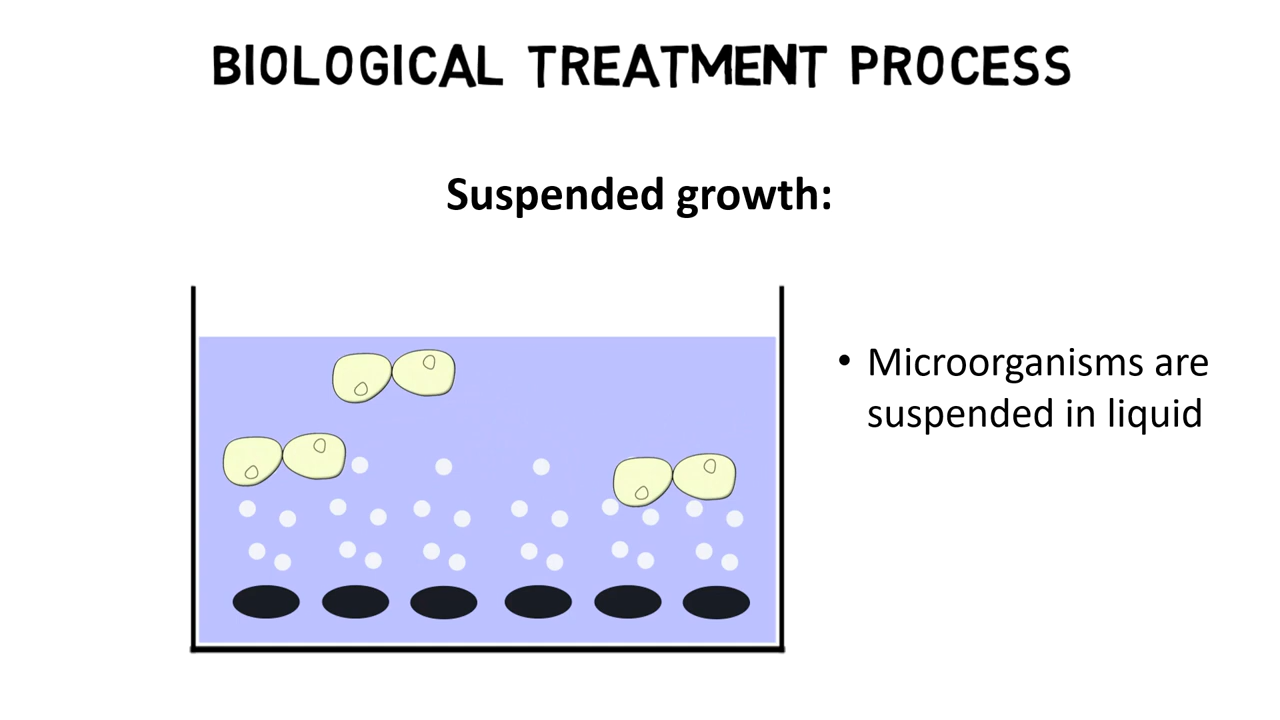 BIOLOGICAL TREATMENT PROCESS
Suspended growth:
• Microorganisms are
suspended in liquid